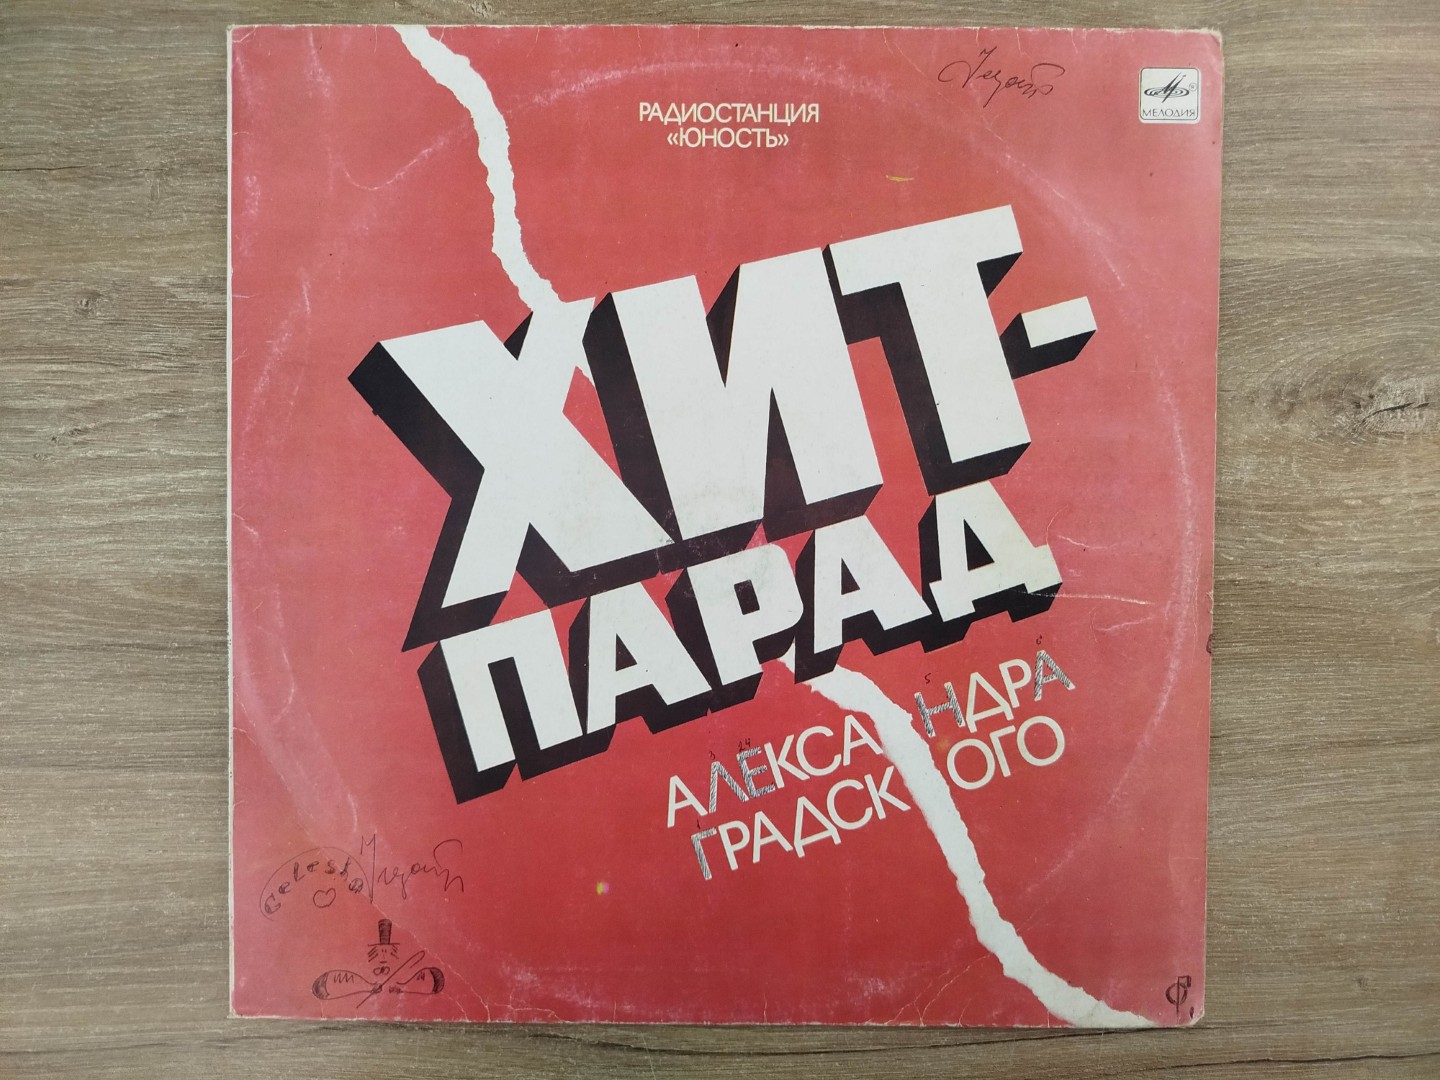 РАДИОСТАНЦИЯ
«ЮНОСТЬ»
МЕЛОДИЯ
ХИТ-
ПАРАД
АЛЕКСАНДРА
ГРАДСКОГО